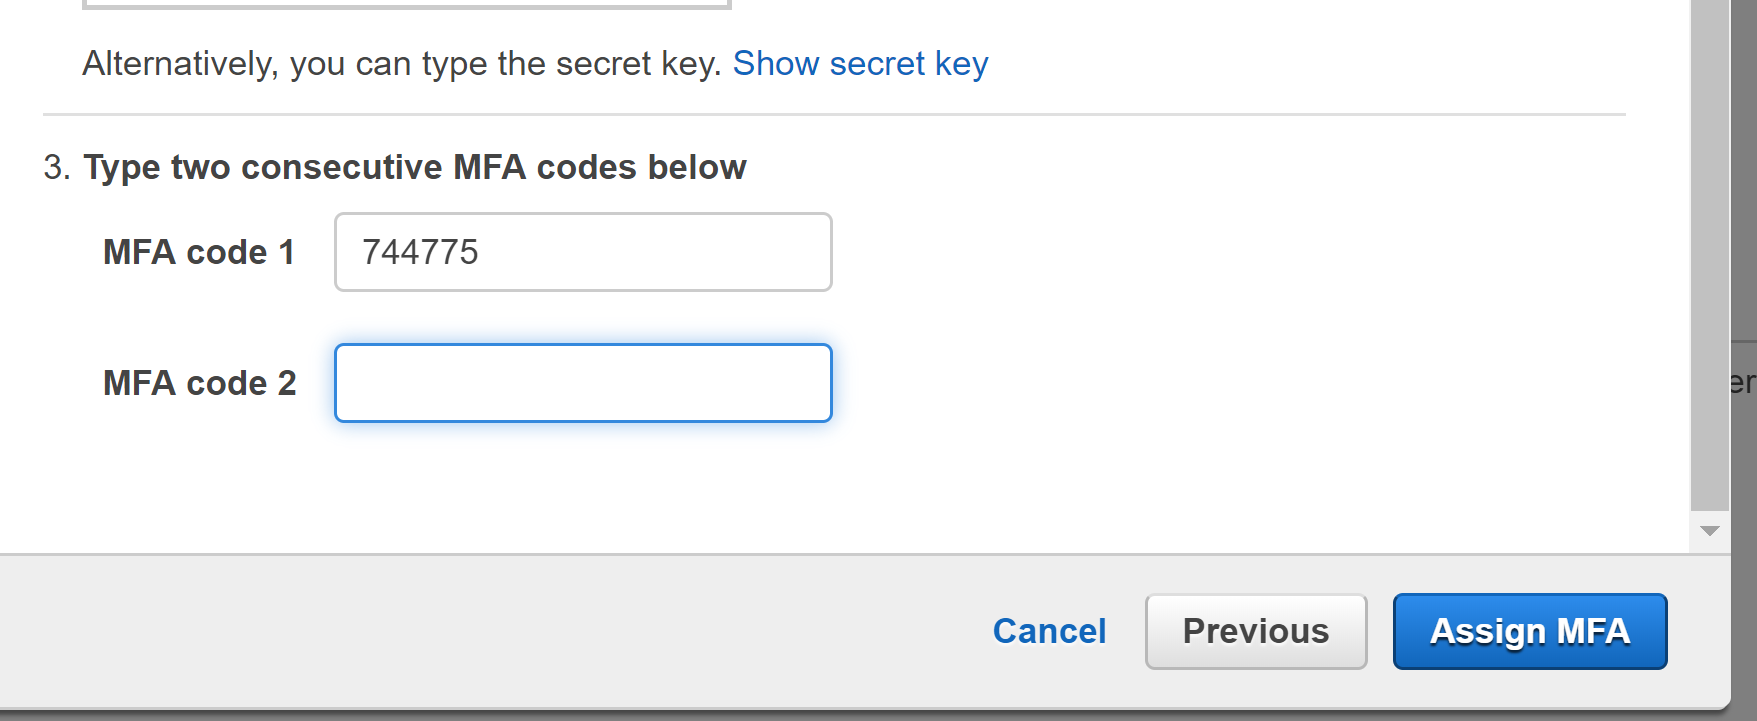 Alternatively, you can type the secret key. Show secret key
3. Type two consecutive MFA codes below
MFA code 1 744775
MFA code 2
er
Cancel Previous Assign MFA